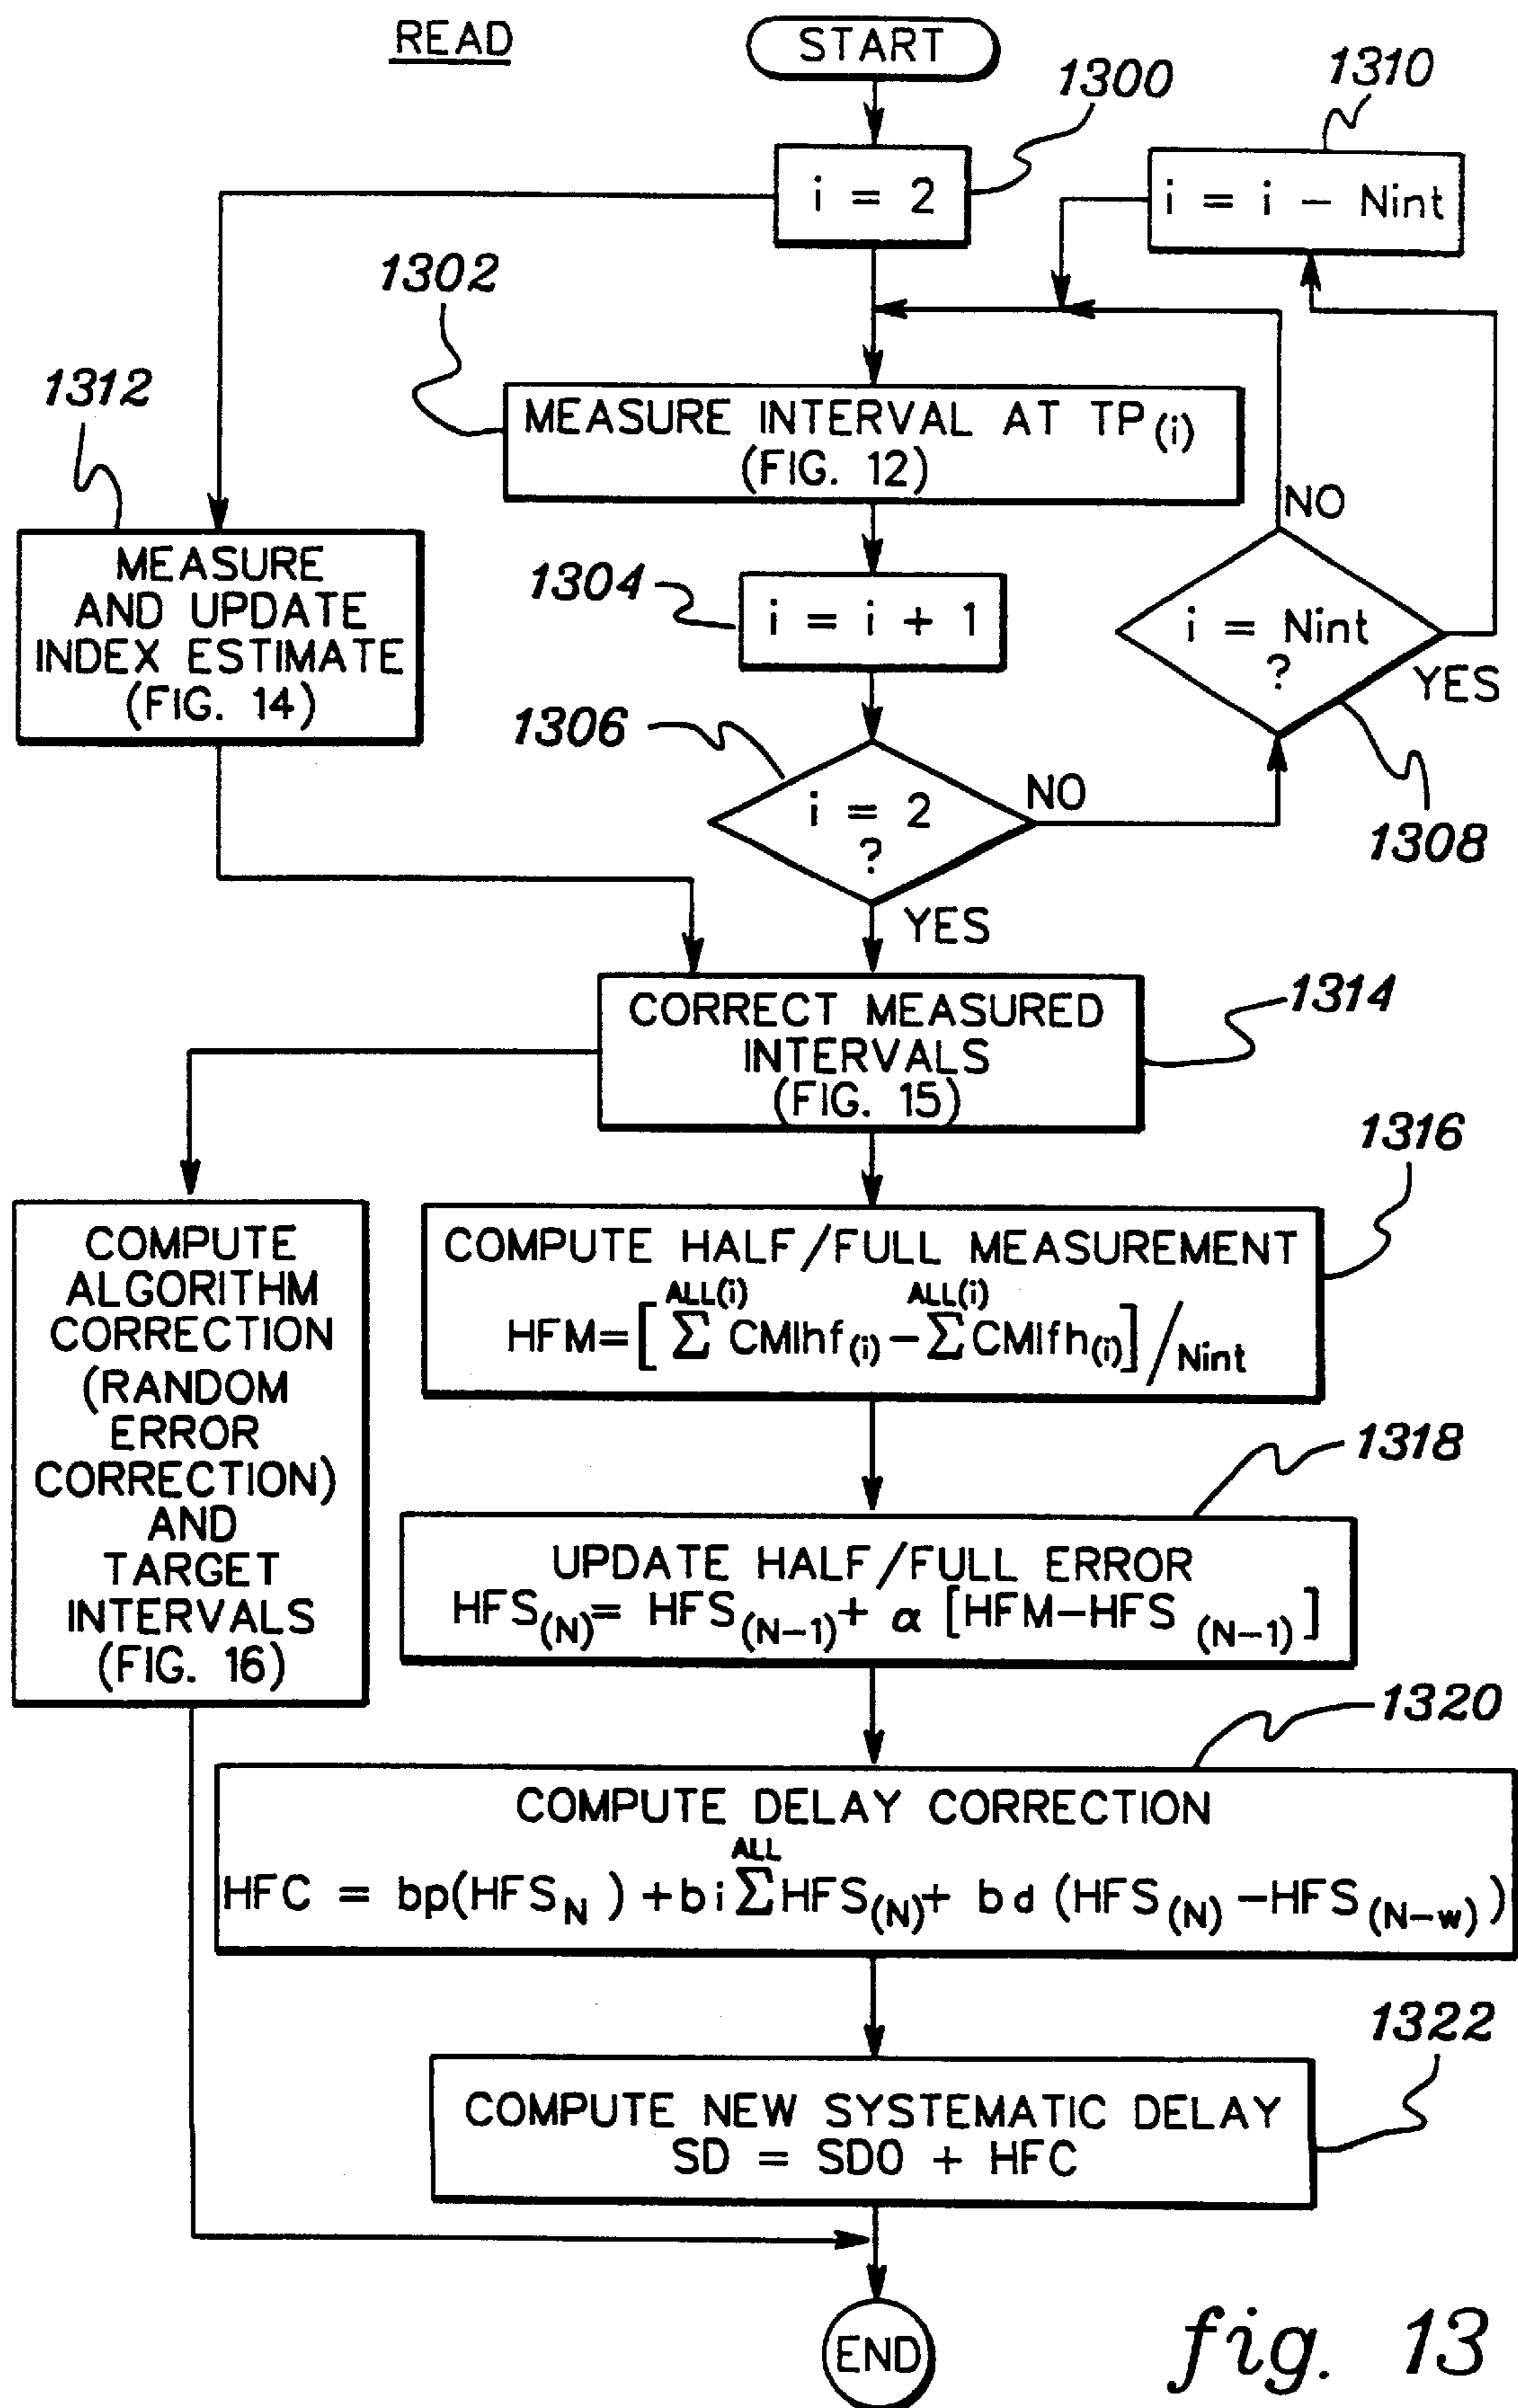 READ
START
1300
1310
i = 2
i = i - Nint
1302
1312
MEASURE INTERVAL AT TP(i)
(FIG. 12)
NO
MEASURE
AND UPDATE
INDEX ESTIMATE
(FIG. 14)
1304
i = i + 1
i = Nint
?
YES
1306
i = 2
?
NO
1308
YES
CORRECT MEASURED
INTERVALS
(FIG. 15)
1314
1316
COMPUTE
ALGORITHM
CORRECTION
(RANDOM
ERROR
CORRECTION)
AND
TARGET
INTERVALS
(FIG. 16)
COMPUTE HALF/FULL MEASUREMENT
ALL(i) ALL(i)
HFM=[ Σ CMIhf(i)-Σ CMIfh(i)]/Nint
1318
UPDATE HALF/FULL ERROR
HFS(N)= HFS(N-1)+ α [HFM-HFS (N-1)]
1320
COMPUTE DELAY CORRECTION
ALL
HFC = bp(HFSN ) +bi Σ HFS(N)+ bd (HFS(N) -HFS(N-w))
1322
COMPUTE NEW SYSTEMATIC DELAY
SD = SD0 + HFC
END
fig. 13